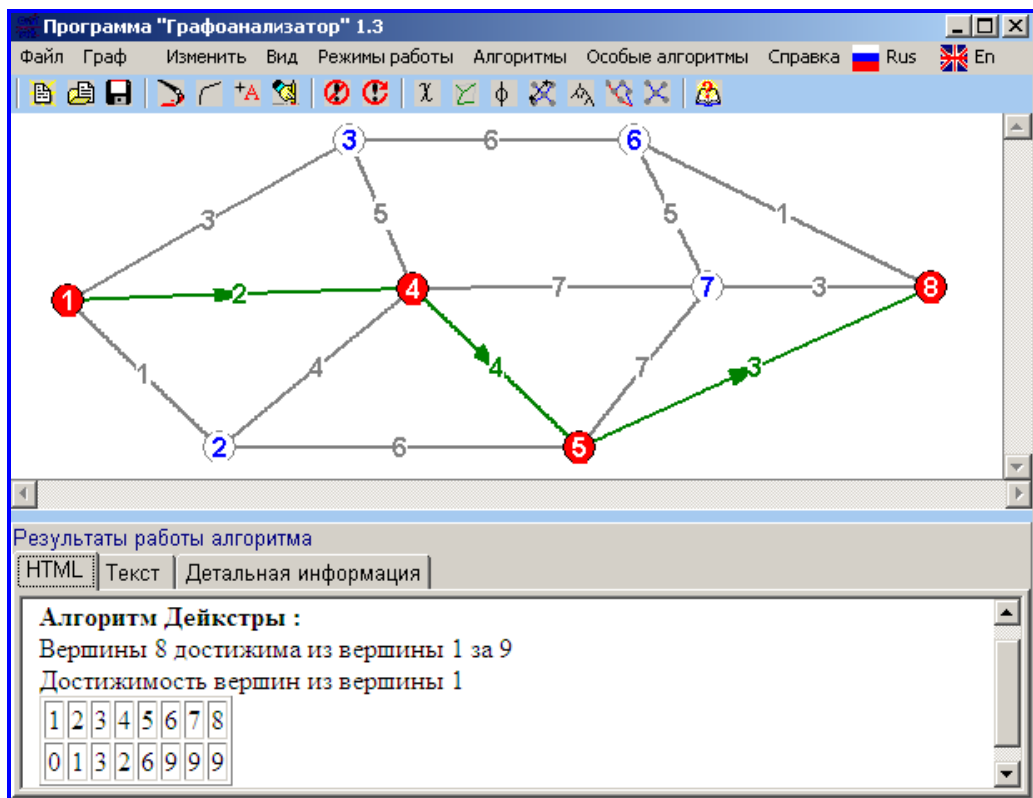 Программа "Графоанализатор" 1.3
Файл Граф Изменить Вид Режимы работы Алгоритмы Особые алгоритмы Справка Rus En
3 6 6
3 5 5 1
1 2 4 7 7 3 8
1 4 4 7 3
2 6 5
Результаты работы алгоритма
HTML Текст Детальная информация
Алгоритм Дейкстры :
Вершины 8 достижима из вершины 1 за 9
Достижимость вершин из вершины 1
1 2 3 4 5 6 7 8
0 1 3 2 6 9 9 9